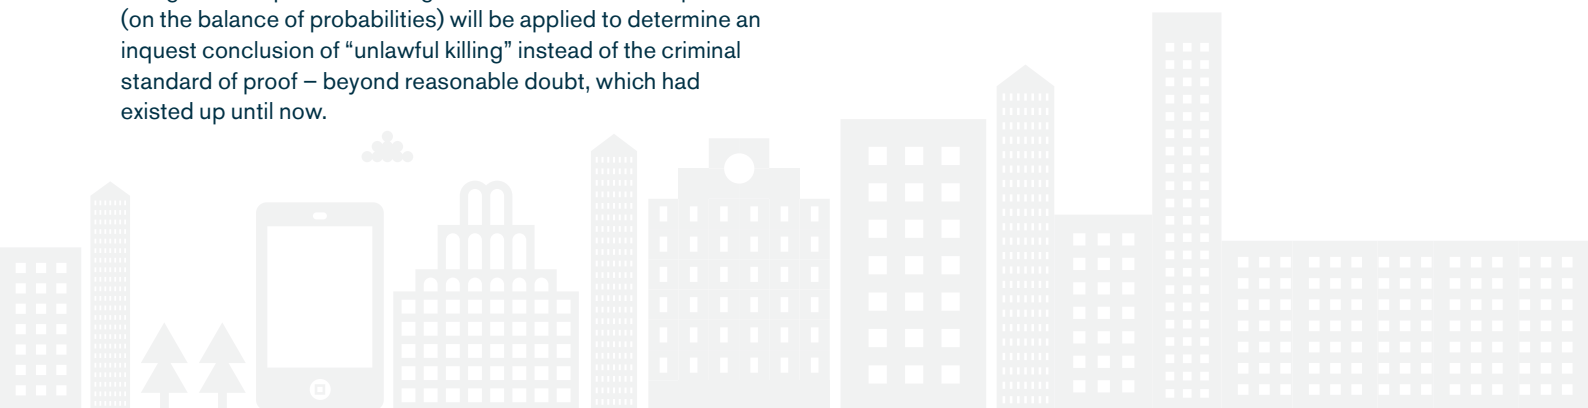 (on the balance of probabilities) will be applied to determine an
inquest conclusion of “unlawful killing” instead of the criminal
standard of proof – beyond reasonable doubt, which had
existed up until now.